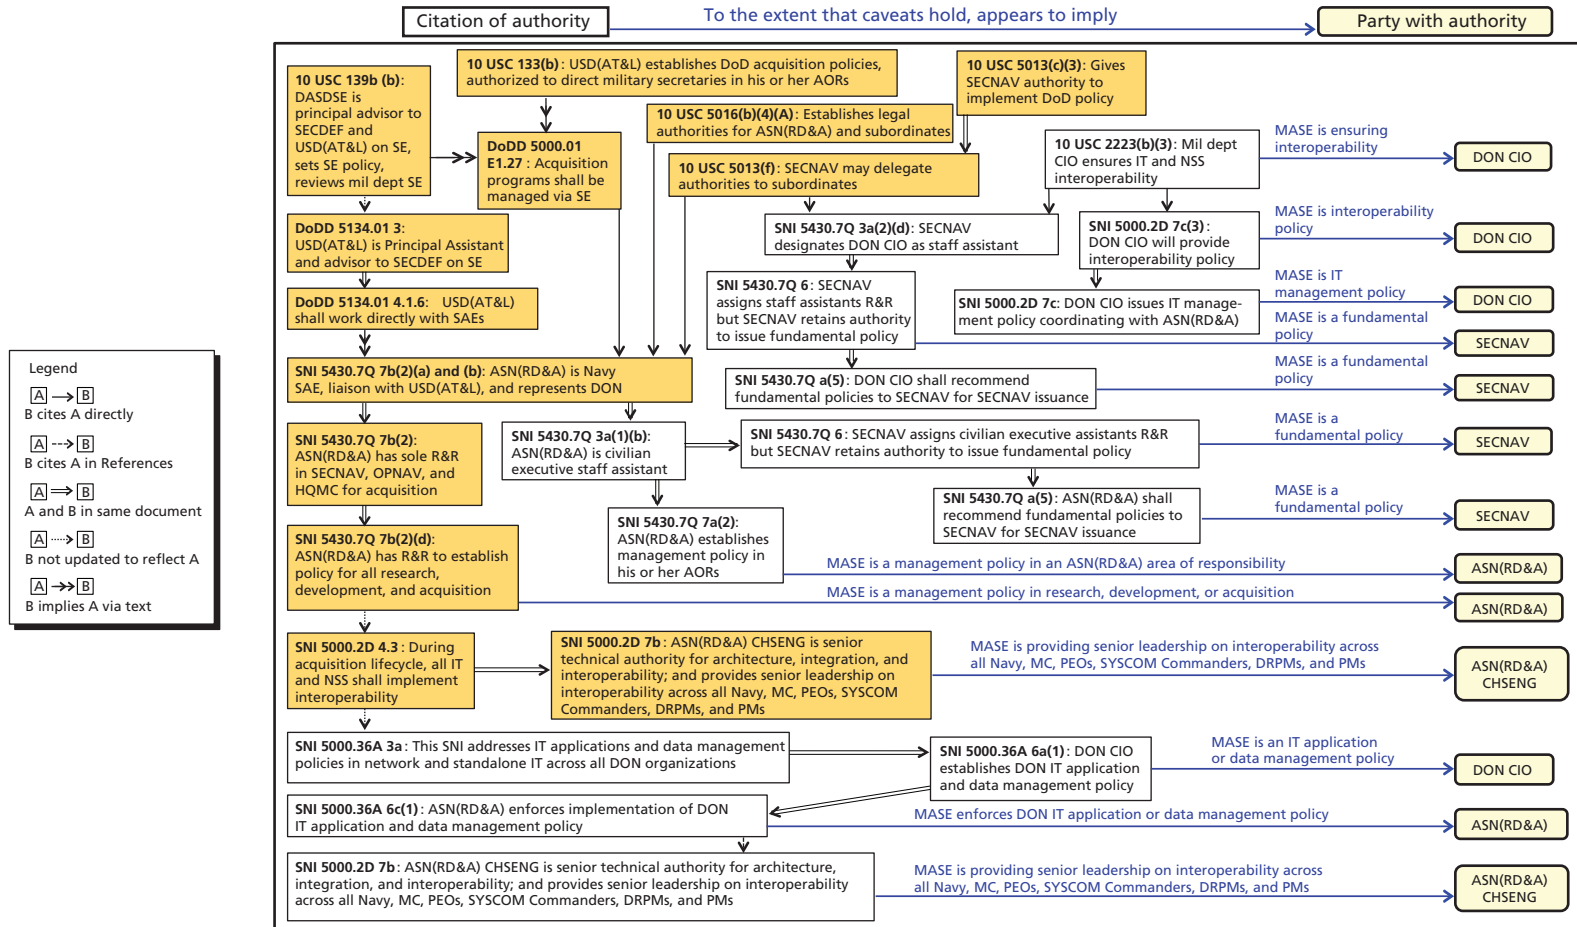 Citation of authority
To the extent that caveats hold, appears to imply
Party with authority
10 USC 139b (b):
DASDSE is
principal advisor to
SECDEF and
USD(AT&L) on SE,
sets SE policy,
reviews mil dept SE
10 USC 133(b): USD(AT&L) establishes DoD acquisition policies,
authorized to direct military secretaries in his or her AORs
10 USC 5013(c)(3): Gives
SECNAV authority to
implement DoD policy
10 USC 5016(b)(4)(A): Establishes legal
authorities for ASN(RD&A) and subordinates
DoDD 5000.01
E1.27: Acquisition
programs shall be
managed via SE
10 USC 5013(f): SECNAV may delegate
authorities to subordinates
10 USC 2223(b)(3): Mil dept
CIO ensures IT and NSS
interoperability
MASE is ensuring
interoperability
DON CIO
DoDD 5134.01 3:
USD(AT&L) is Principal Assistant
and advisor to SECDEF on SE
SNI 5430.7Q 3a(2)(d): SECNAV
designates DON CIO as staff assistant
SNI 5000.2D 7c(3):
DON CIO will provide
interoperability policy
MASE is interoperability
policy
DON CIO
DoDD 5134.01 4.1.6: USD(AT&L)
shall work directly with SAEs
SNI 5430.7Q 6: SECNAV
assigns staff assistants R&R
but SECNAV retains authority
to issue fundamental policy
SNI 5000.2D 7c: DON CIO issues IT manage-
ment policy coordinating with ASN(RD&A)
MASE is IT
management policy
DON CIO
MASE is a fundamental
policy
SECNAV
SNI 5430.7Q 7b(2)(a) and (b): ASN(RD&A) is Navy
SAE, liaison with USD(AT&L), and represents DON
SNI 5430.7Q a(5): DON CIO shall recommend
fundamental policies to SECNAV for SECNAV issuance
MASE is a fundamental
policy
SECNAV
Legend
A B
B cites A directly
A B
B cites A in References
A B
A and B in same document
A B
B not updated to reflect A
A B
B implies A via text
SNI 5430.7Q 7b(2):
ASN(RD&A) has sole R&R
in SECNAV, OPNAV, and
HQMC for acquisition
SNI 5430.7Q 3a(1)(b):
ASN(RD&A) is civilian
executive staff assistant
SNI 5430.7Q 6: SECNAV assigns civilian executive assistants R&R
but SECNAV retains authority to issue fundamental policy
MASE is a
fundamental policy
SECNAV
SNI 5430.7Q a(5): ASN(RD&A) shall
recommend fundamental policies to
SECNAV for SECNAV issuance
MASE is a
fundamental policy
SECNAV
SNI 5430.7Q 7a(2):
ASN(RD&A) establishes
management policy in
his or her AORs
SNI 5430.7Q 7b(2)(d):
ASN(RD&A) has R&R to establish
policy for all research,
development, and acquisition
MASE is a management policy in an ASN(RD&A) area of responsibility
ASN(RD&A)
MASE is a management policy in research, development, or acquisition
ASN(RD&A)
SNI 5000.2D 4.3: During
acquisition lifecycle, all IT
and NSS shall implement
interoperability
SNI 5000.2D 7b: ASN(RD&A) CHSENG is senior
technical authority for architecture, integration, and
interoperability; and provides senior leadership on
interoperability across all Navy, MC, PEOs, SYSCOM
Commanders, DRPMs, and PMs
MASE is providing senior leadership on interoperability across
all Navy, MC, PEOs, SYSCOM Commanders, DRPMs, and PMs
ASN(RD&A)
CHSENG
SNI 5000.36A 3a: This SNI addresses IT applications and data management
policies in network and standalone IT across all DON organizations
SNI 5000.36A 6a(1): DON CIO
establishes DON IT application
and data management policy
MASE is an IT application
or data management policy
DON CIO
SNI 5000.36A 6c(1): ASN(RD&A) enforces implementation of DON
IT application and data management policy
MASE enforces DON IT application or data management policy
ASN(RD&A)
SNI 5000.2D 7b: ASN(RD&A) CHSENG is senior technical authority for architecture,
integration, and interoperability; and provides senior leadership on interoperability
across all Navy, MC, PEOs, SYSCOM Commanders, DRPMs, and PMs
MASE is providing senior leadership on interoperability across
all Navy, MC, PEOs, SYSCOM Commanders, DRPMs, and PMs
ASN(RD&A)
CHSENG